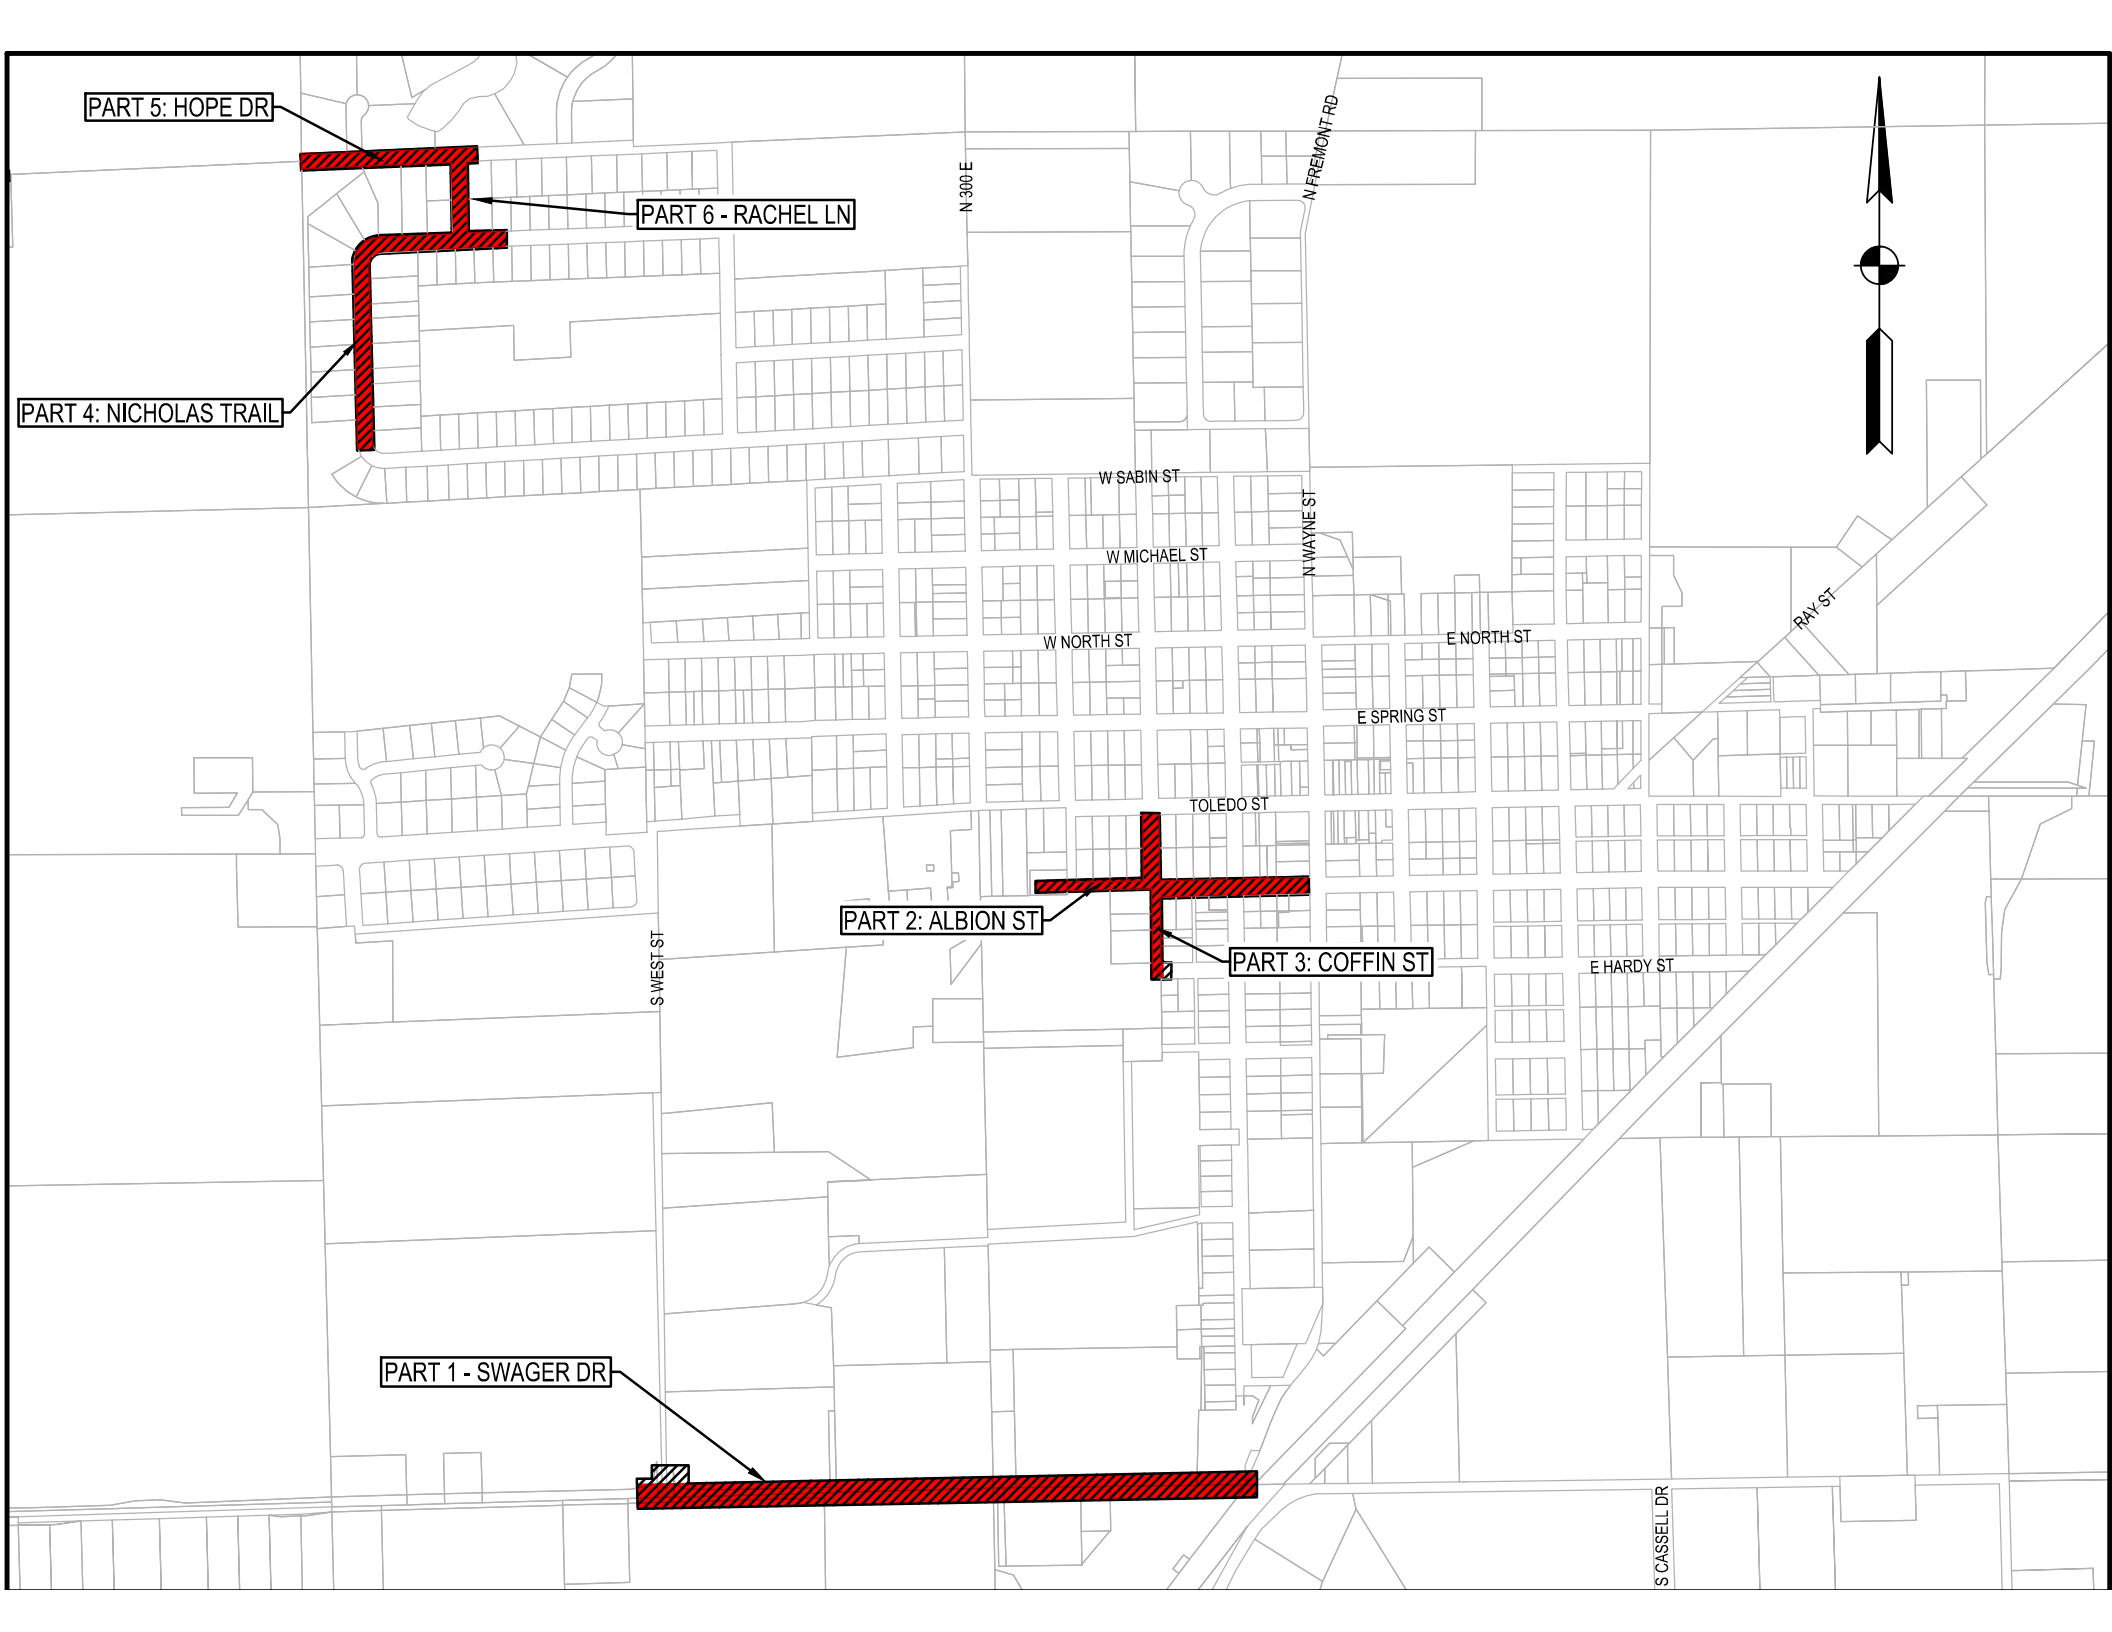 PART 5: HOPE DR
N FREMONT RD
N 300 E
PART 6 - RACHEL LN
PART 4: NICHOLAS TRAIL
W SABIN ST
N WAYNE ST
W MICHAEL ST
RAY ST
W NORTH ST
E NORTH ST
E SPRING ST
TOLEDO ST
PART 2: ALBION ST
S WEST ST
PART 3: COFFIN ST
E HARDY ST
PART 1 - SWAGER DR
S CASSELL DR